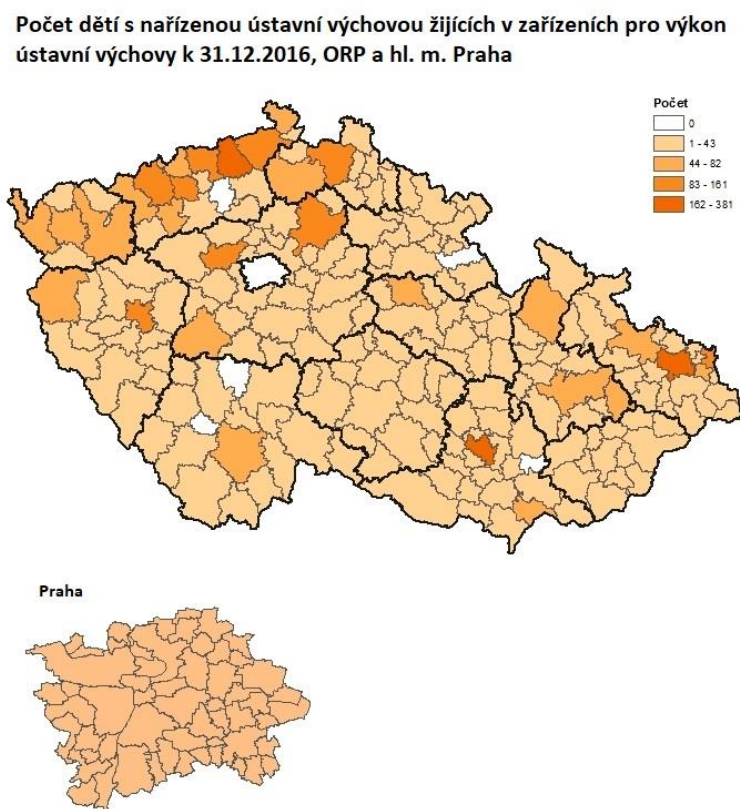 Počet dětí s nařízenou ústavní výchovou žijících v zařízeních pro výkon
ústavní výchovy k 31.12.2016, ORP a hl. m. Praha
Počet
0
1 - 43
44 - 82
83 - 161
162 - 381
Praha